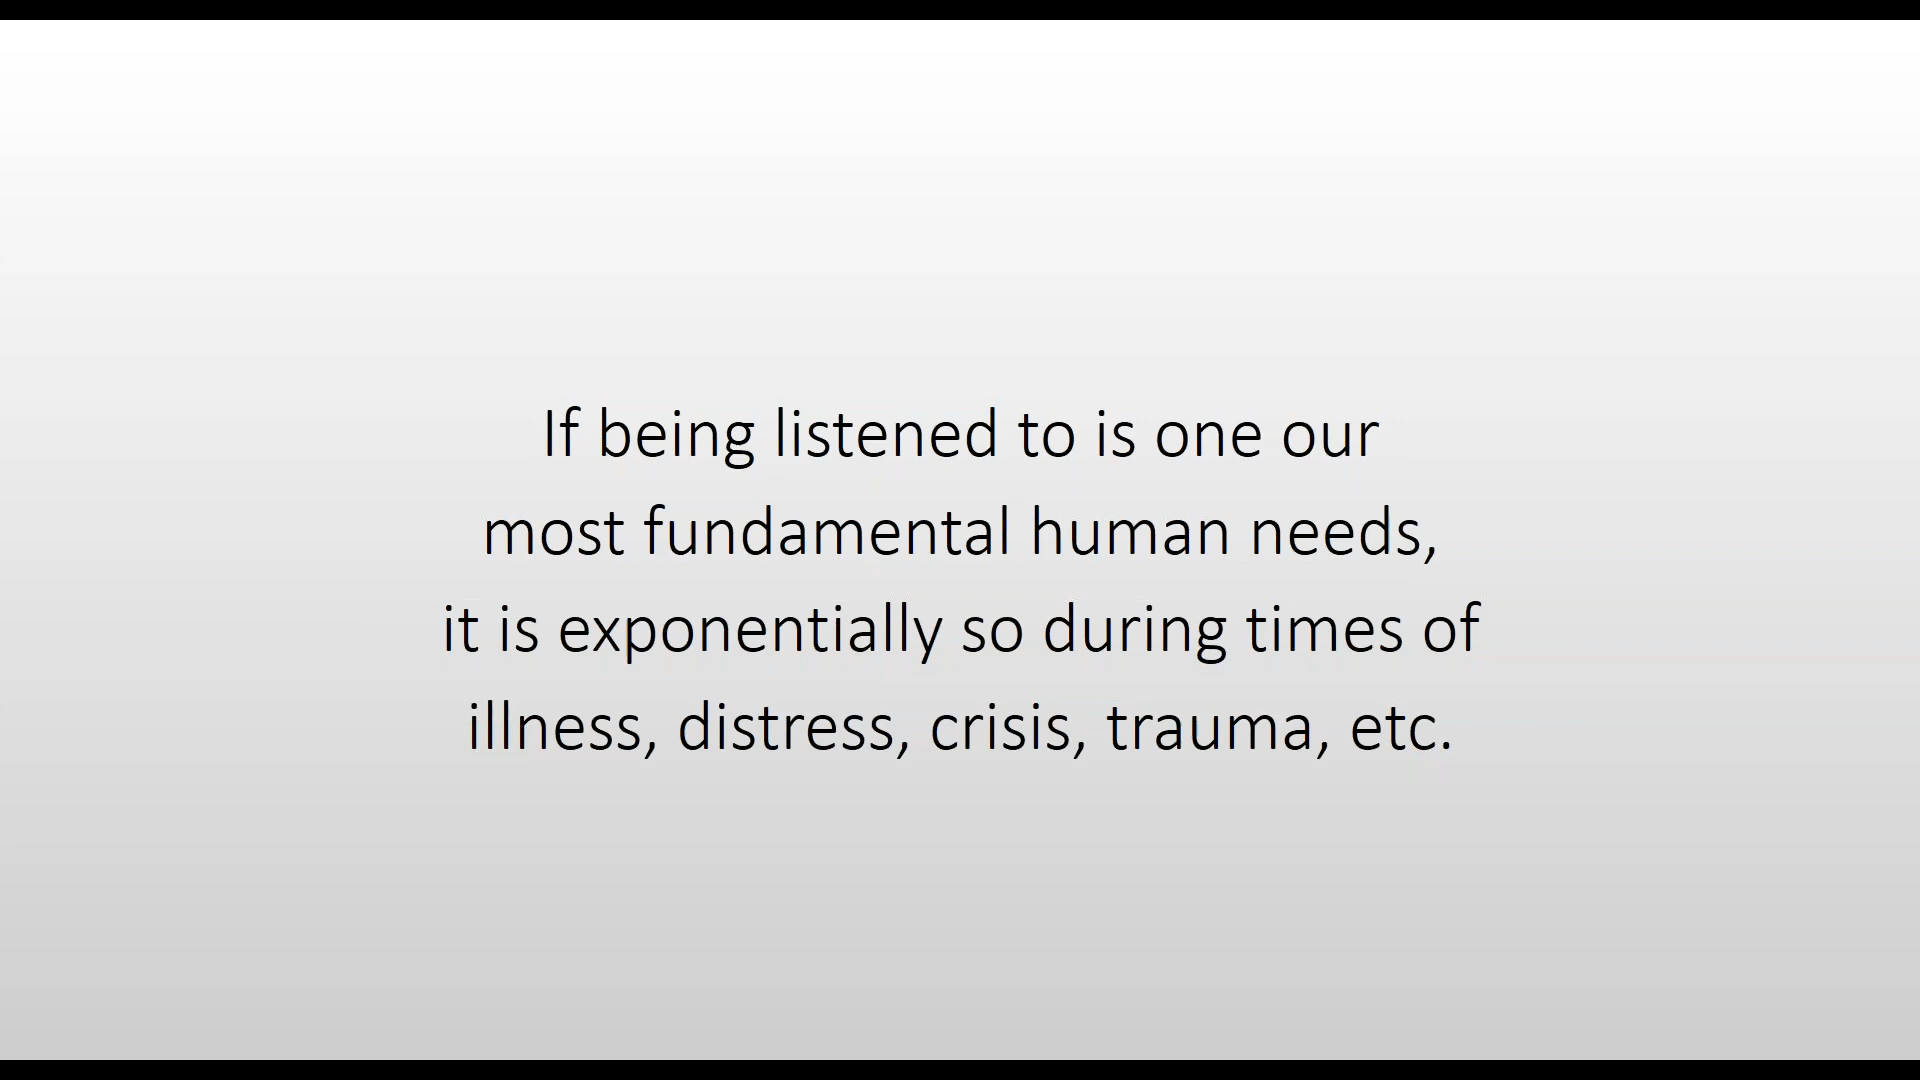 If being listened to is one our
most fundamental human needs,
it is exponentially so during times of
illness, distress, crisis, trauma, etc.